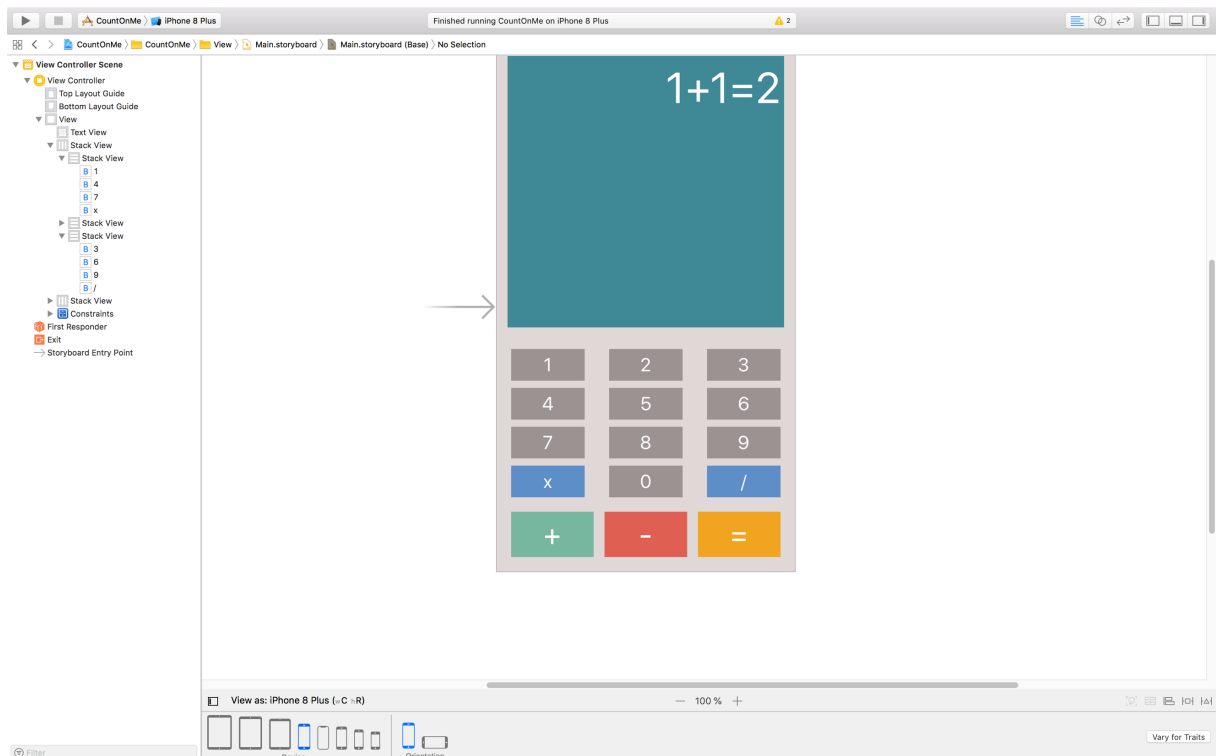 CountOnMe iPhone 8 Plus
Finished running CountOnMe on iPhone 8 Plus
2
CountOnMe CountOnMe View Main.storyboard Main.storyboard (Base) No Selection
View Controller Scene
View Controller
Top Layout Guide
Bottom Layout Guide
View
Text View
Stack View
Stack View
B 1
B 4
B 7
B x
Stack View
Stack View
B 3
B 6
B 9
B /
Stack View
Constraints
First Responder
Exit
Storyboard Entry Point
1+1=2
1 2 3
4 5 6
7 8 9
x 0 /
+ - =
View as: iPhone 8 Plus (wC hR)
— 100 % +
Vary for Traits
Filter
Device
Orientation